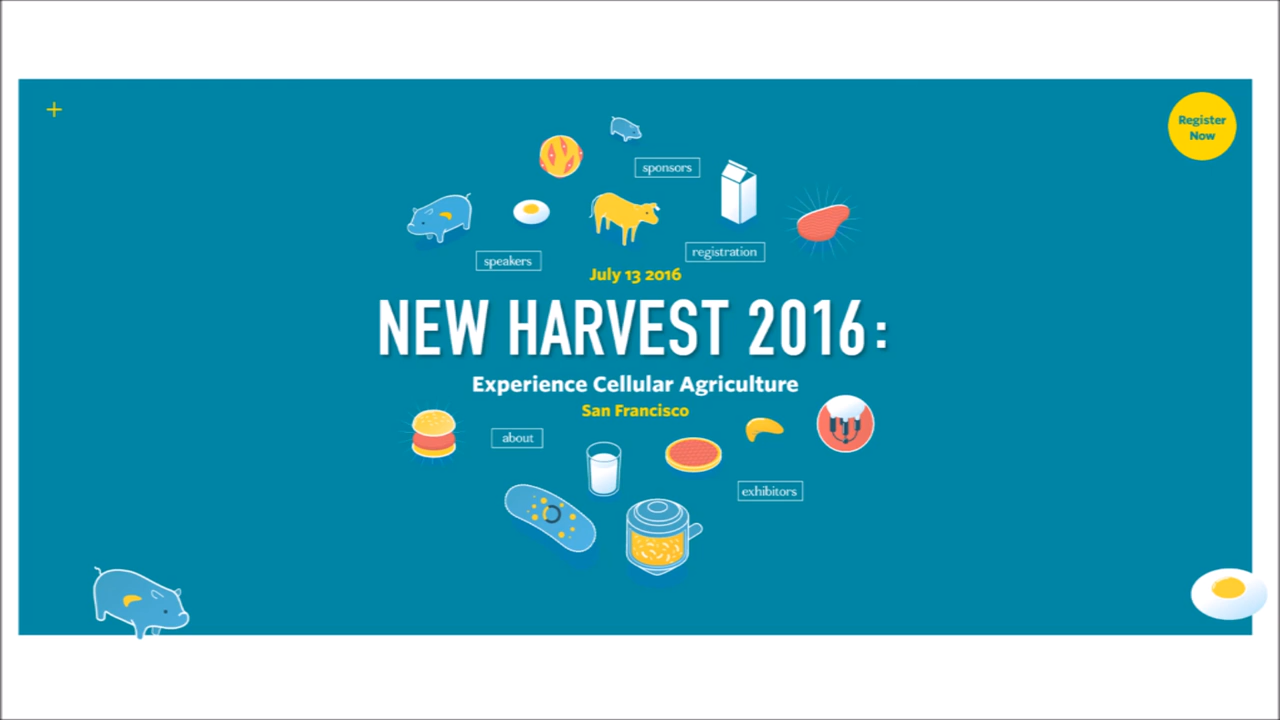 +
Register
Now
sponsors
registration
speakers
July 13 2016
NEW HARVEST 2016:
Experience Cellular Agriculture
San Francisco
about
exhibitors